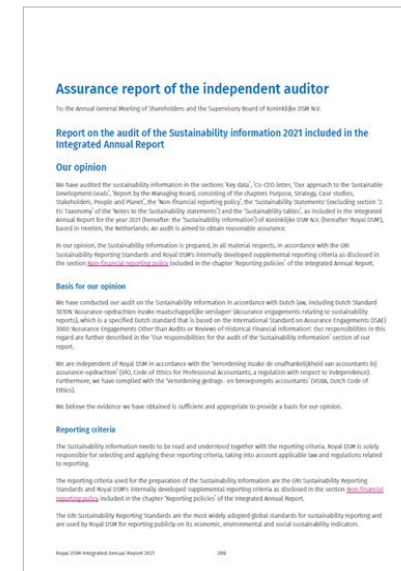 Assurance report of the independent auditor
To: the Annual General Meeting of Shareholders and the Supervisory Board of Koninklijke DSM N.V.
Report on the audit of the Sustainability information 2021 included in the
Integrated Annual Report
Our opinion
We have audited the sustainability information in the sections 'Key data', 'Co-CEO letter, 'Our approach to the Sustainable
Development Goals', 'Report by the Managing Board, consisting of the chapters Purpose, Strategy, Case studies,
Stakeholders, People and Planet', the 'Non-financial reporting policy', the 'Sustainability Statements' (excluding section '2.
EU Taxonomy' of the 'Notes to the Sustainability statements') and the 'Sustainability tables', as included in the Integrated
Annual Report for the year 2021 (hereafter: the 'Sustainability Information') of Koninklijke DSM N.V. (hereafter 'Royal DSM'),
based in Heerlen, the Netherlands. An audit is aimed to obtain reasonable assurance.
In our opinion, the Sustainability Information is prepared, in all material respects, in accordance with the GRI
Sustainability Reporting Standards and Royal DSM's internally developed supplemental reporting criteria as disclosed in
the section Non-financial reporting policy included in the chapter 'Reporting policies' of the Integrated Annual Report.
Basis for our opinion
We have conducted our audit on the Sustainability Information in accordance with Dutch law, including Dutch Standard
3810N 'Assurance-opdrachten inzake maatschappelijke verslagen' (Assurance engagements relating to sustainability
reports), which is a specified Dutch Standard that is based on the International Standard on Assurance Engagements (ISAE)
3000 'Assurance Engagements Other than Audits or Reviews of Historical Financial Information'. Our responsibilities in this
regard are further described in the 'Our responsibilities for the audit of the Sustainability Information' section of our
report.
We are independent of Royal DSM in accordance with the 'Verordening inzake de onafhankelijkheid van accountants bij
assurance-opdrachten' (ViO, Code of Ethics for Professional Accountants, a regulation with respect to independence).
Furthermore, we have complied with the 'Verordening gedrags- en beroepsregels accountants' (VGBA, Dutch Code of
Ethics).
We believe the evidence we have obtained is sufficient and appropriate to provide a basis for our opinion.
Reporting criteria
The Sustainability Information needs to be read and understood together with the reporting criteria. Royal DSM is solely
responsible for selecting and applying these reporting criteria, taking into account applicable law and regulations related
to reporting.
The reporting criteria used for the preparation of the Sustainability Information are the GRI Sustainability Reporting
Standards and Royal DSM's internally developed supplemental reporting criteria as disclosed in the section Non-financial
reporting policy included in the chapter 'Reporting policies' of the Integrated Annual Report.
The GRI Sustainability Reporting Standards are the most widely adopted global standards for sustainability reporting and
are used by Royal DSM for reporting publicly on its economic, environmental and social sustainability indicators.
Royal DSM Integrated Annual Report 2021